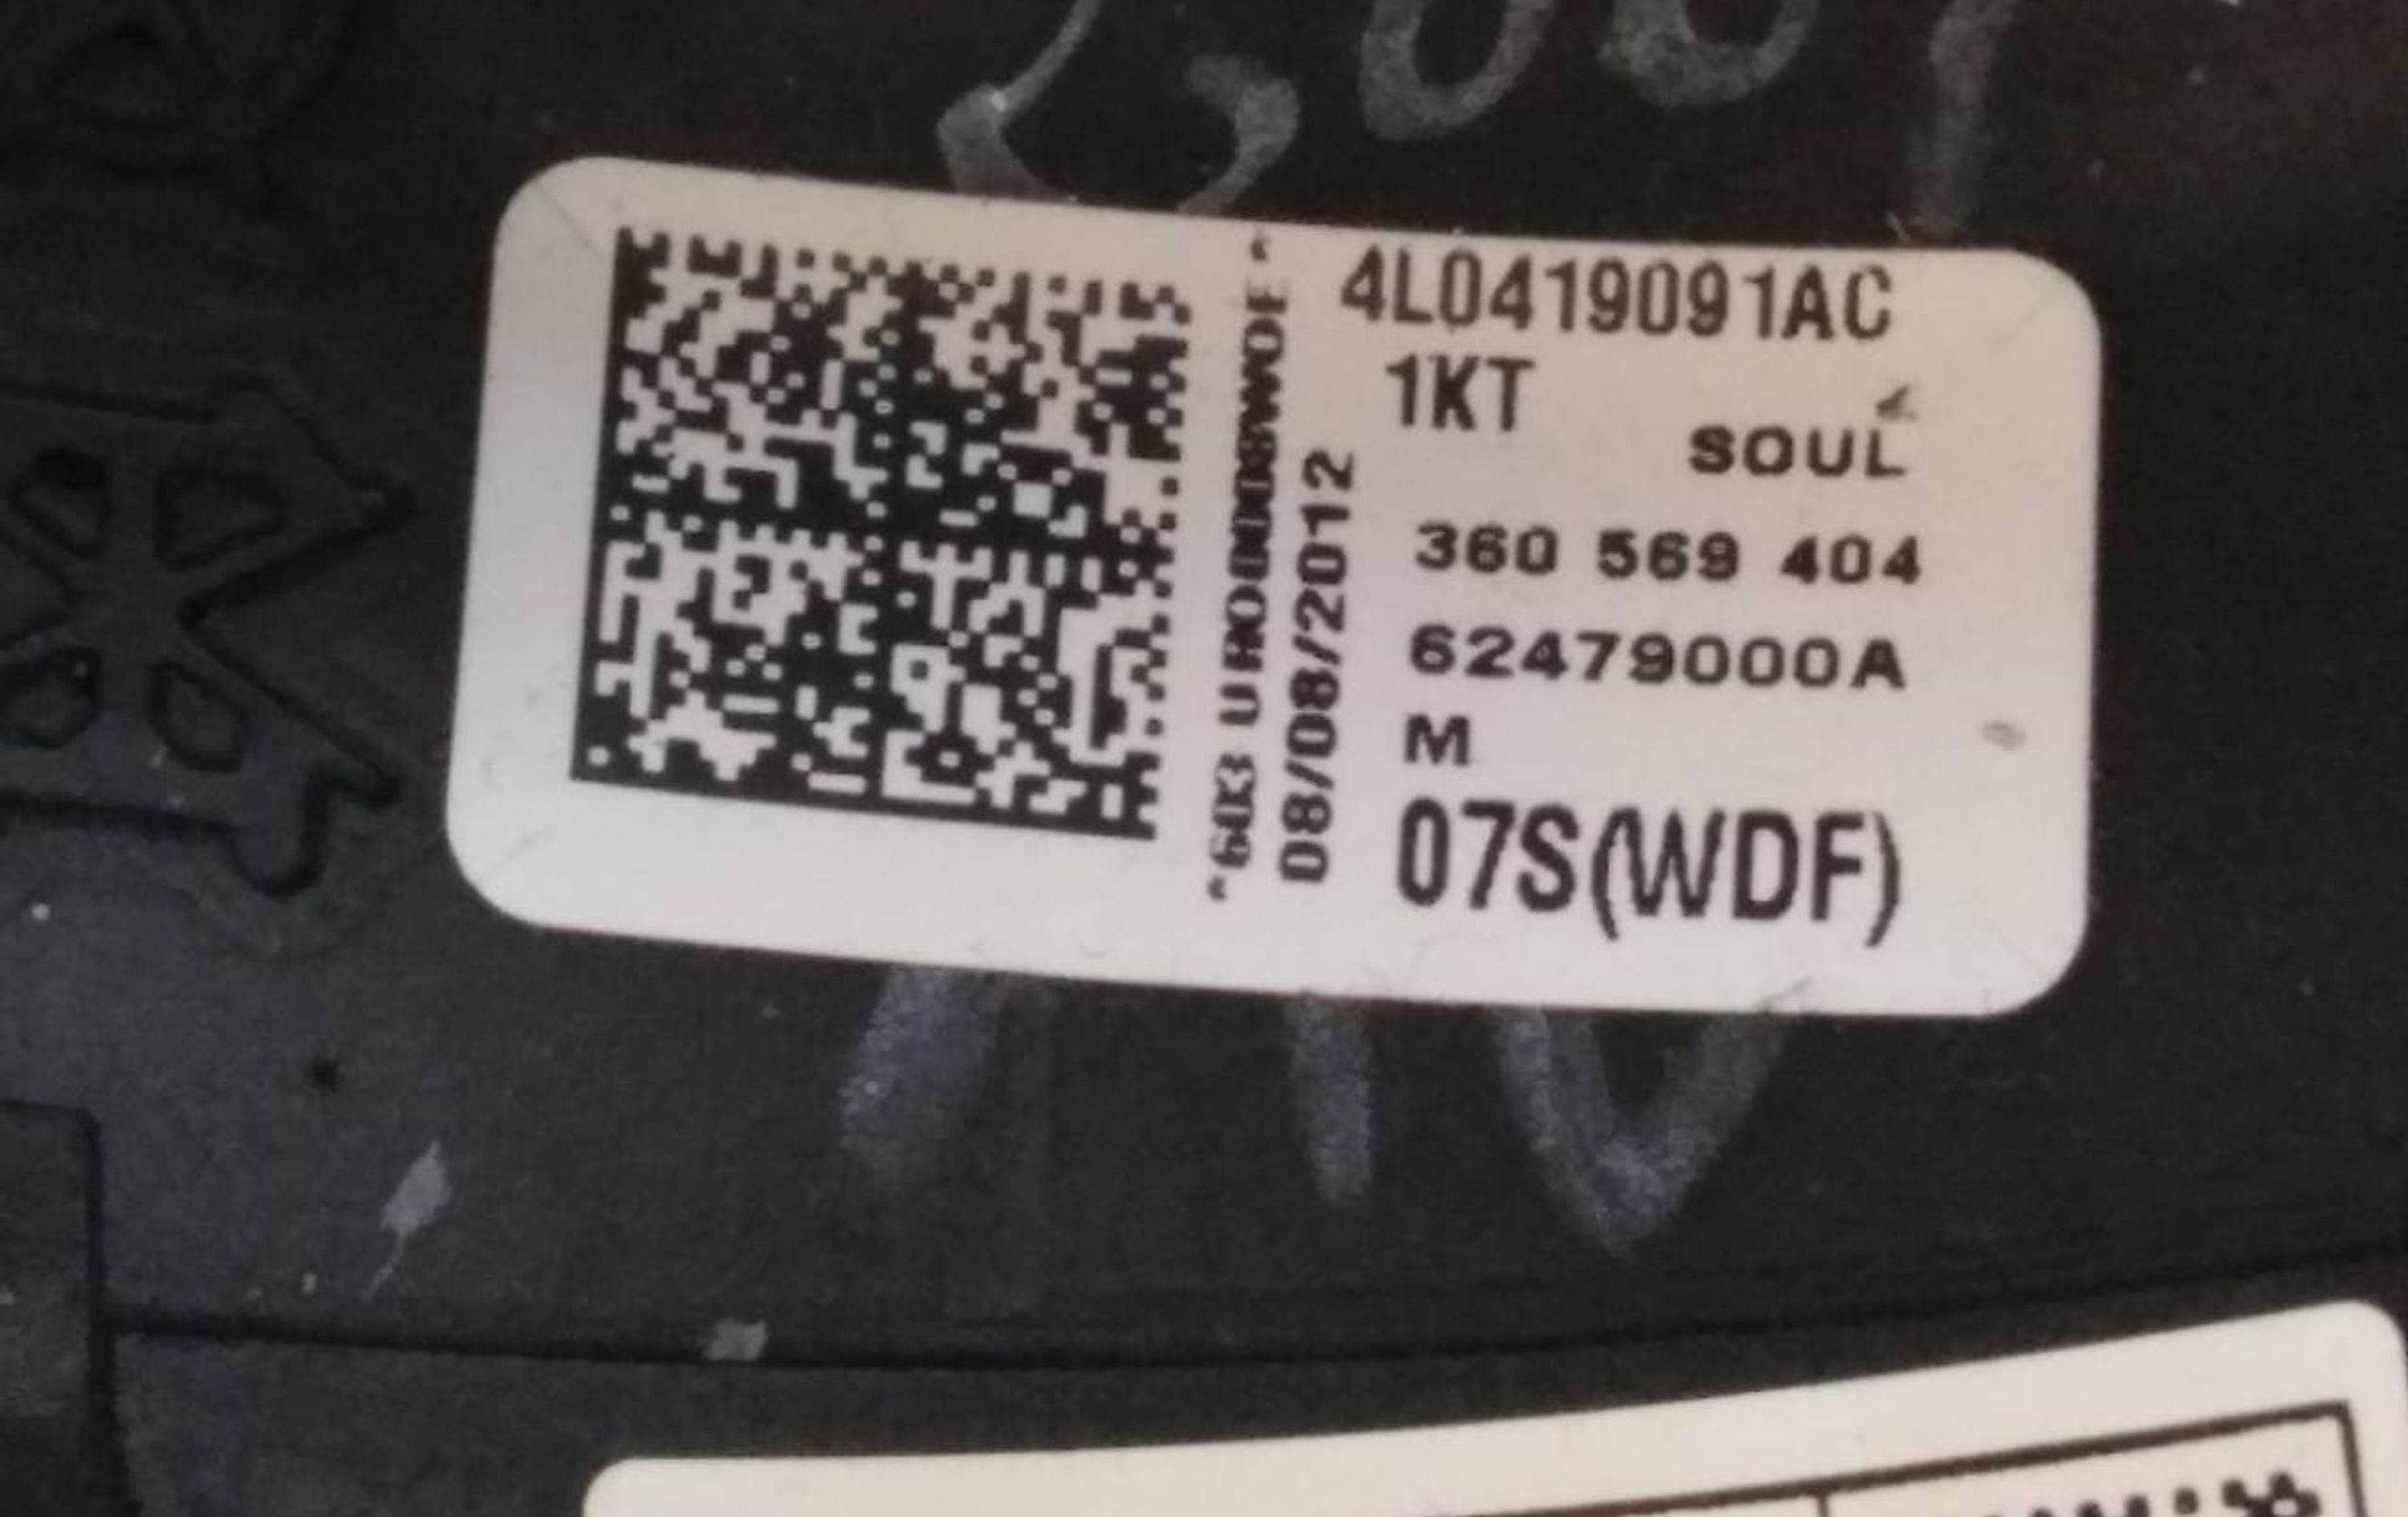 4L0419091AC
1KT
SOUL
360 569 404
62479000A
M
07S(WDF)
08/08/2012